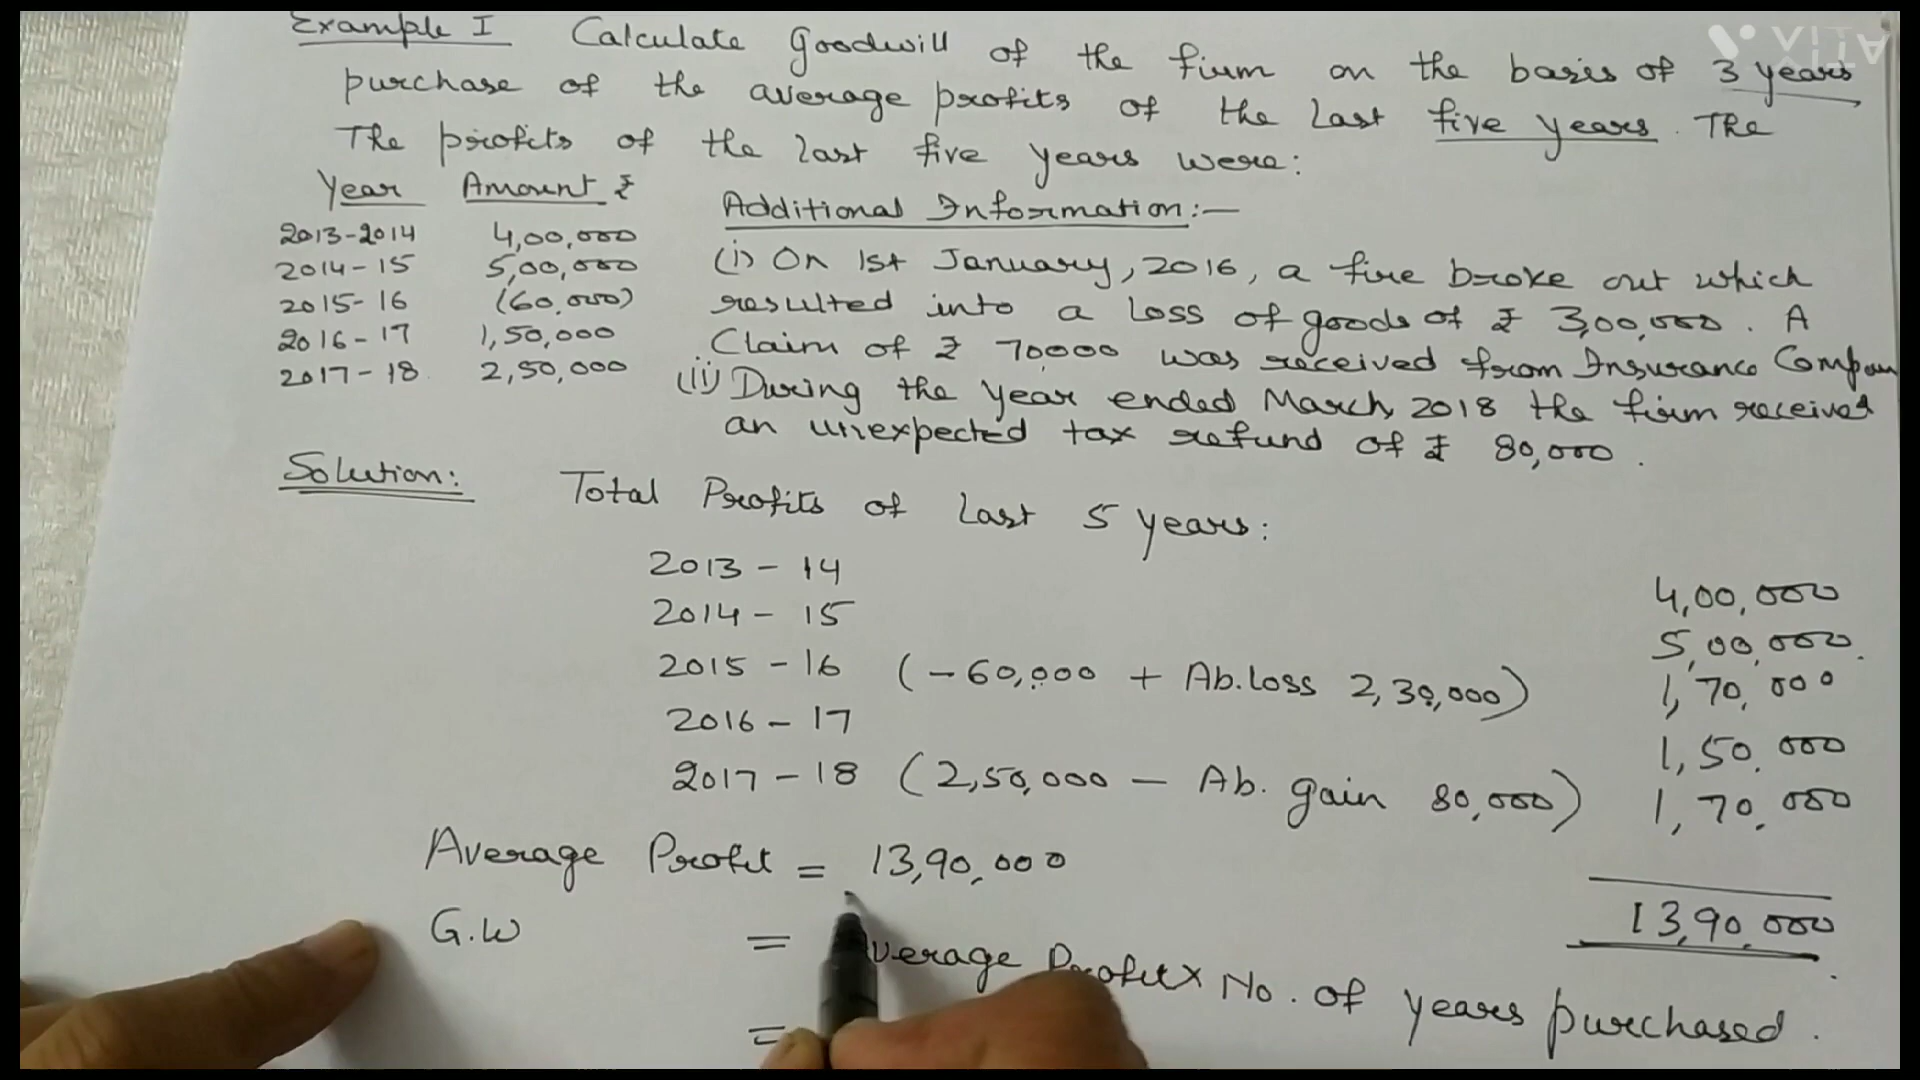 VITA
Example I Calculate Goodwill of the firm on the basis of 3 years
purchase of the average profits of the last five years. The
The profits of the last five years were:
Year Amount ₹
2013-2014 4,00,000
2014-15 5,00,000
2015-16 (60,000)
2016-17 1,50,000
2017-18 2,50,000
Additional Information:-
(i) On 1st January, 2016, a fire broke out which
resulted into a loss of goods of ₹ 3,00,000. A
Claim of ₹ 70000 was received from Insurance
(ii) During the year ended March, 2018 the firm received
an unexpected tax refund of ₹ 80,000.
Solution:
Total Profits of Last 5 years:
2013-14 4,00,000
2014-15 5,00,000.
2015-16 (-60,000 + Ab. Loss 2,30,000) 1,70,000
2016-17 1,50,000
2017-18 (2,50,000 - Ab. gain 80,000) 1,70,000
13,90,000
Average Profit = 13,90,000
G.W = Average Profit x No. of years purchased.
=